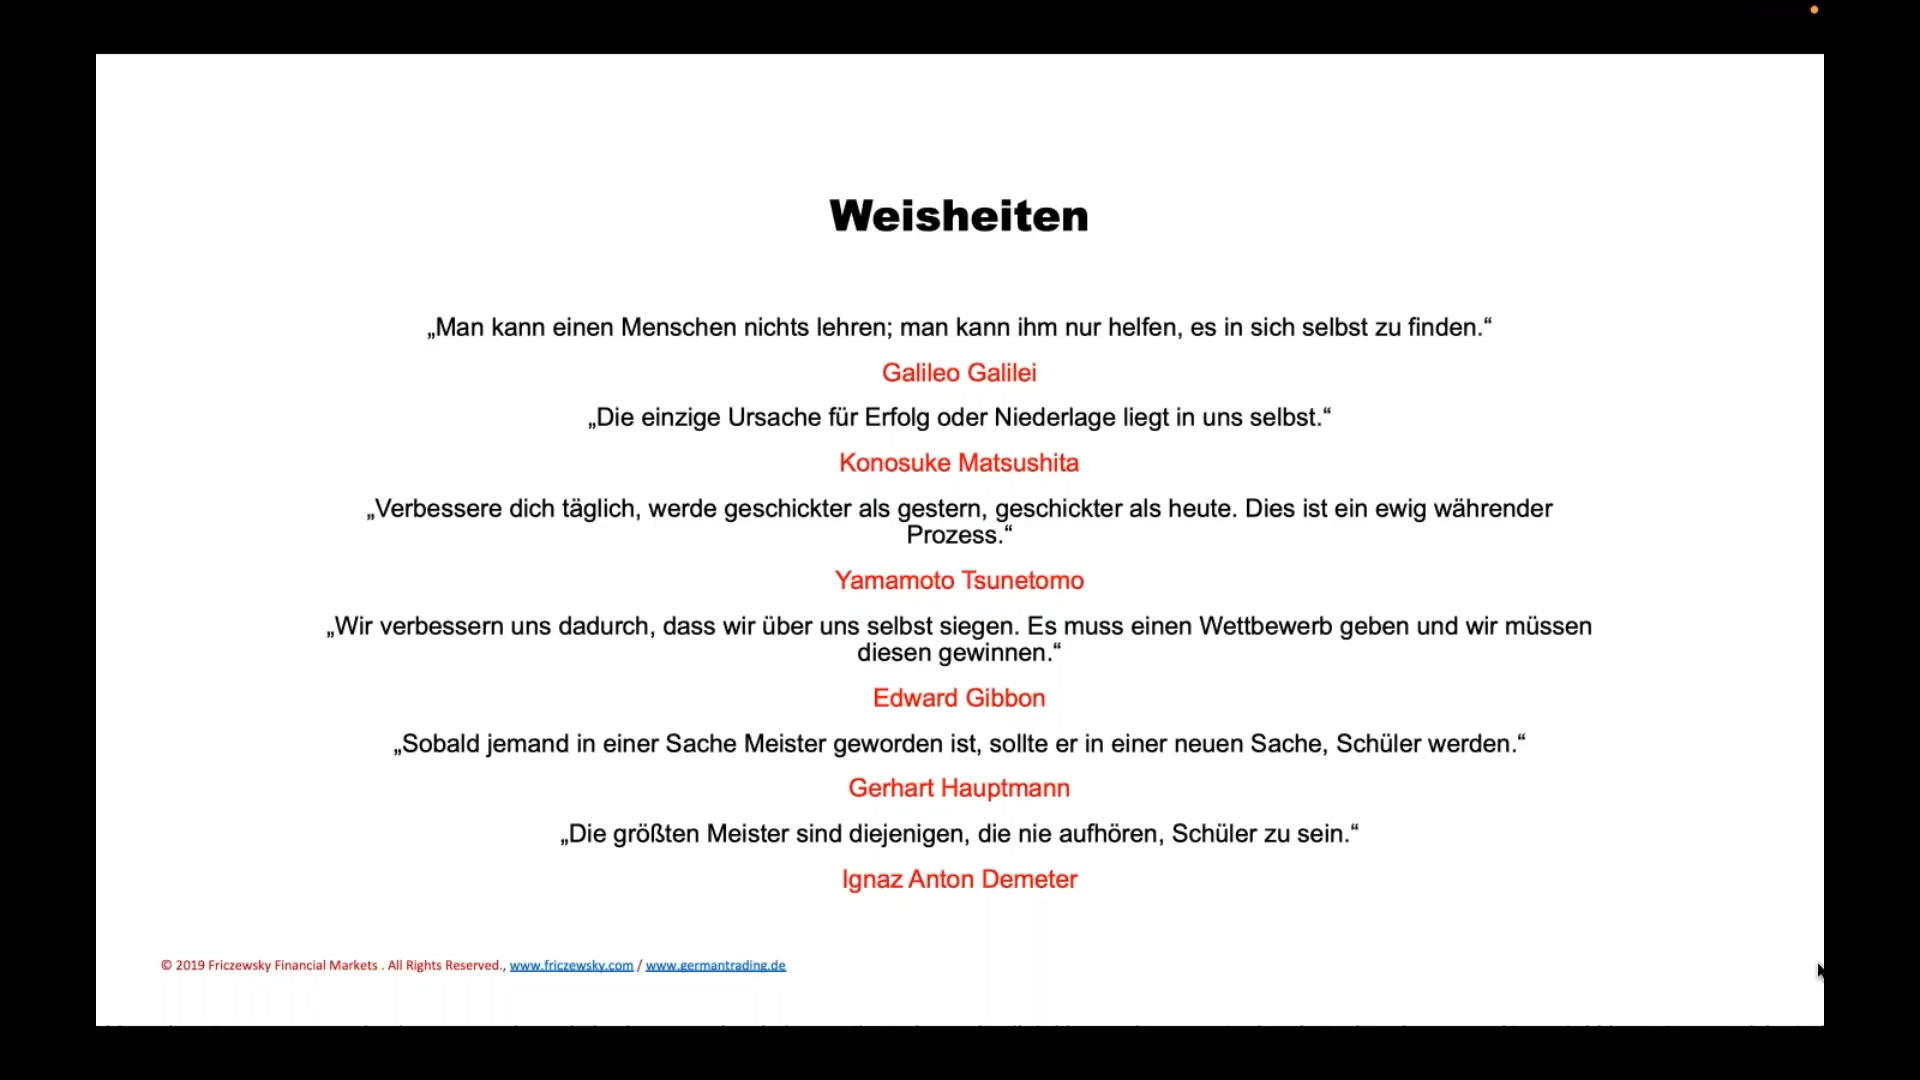 Weisheiten
„Man kann einen Menschen nichts lehren; man kann ihm nur helfen, es in sich selbst zu finden.“
Galileo Galilei
„Die einzige Ursache für Erfolg oder Niederlage liegt in uns selbst.“
Konosuke Matsushita
„Verbessere dich täglich, werde geschickter als gestern, geschickter als heute. Dies ist ein ewig währender
Prozess.“
Yamamoto Tsunetomo
„Wir verbessern uns dadurch, dass wir über uns selbst siegen. Es muss einen Wettbewerb geben und wir müssen
diesen gewinnen.“
Edward Gibbon
„Sobald jemand in einer Sache Meister geworden ist, sollte er in einer neuen Sache, Schüler werden.“
Gerhart Hauptmann
„Die größten Meister sind diejenigen, die nie aufhören, Schüler zu sein.“
Ignaz Anton Demeter
© 2019 Friczewsky Financial Markets . All Rights Reserved., www.friczewsky.com / www.germantrading.de